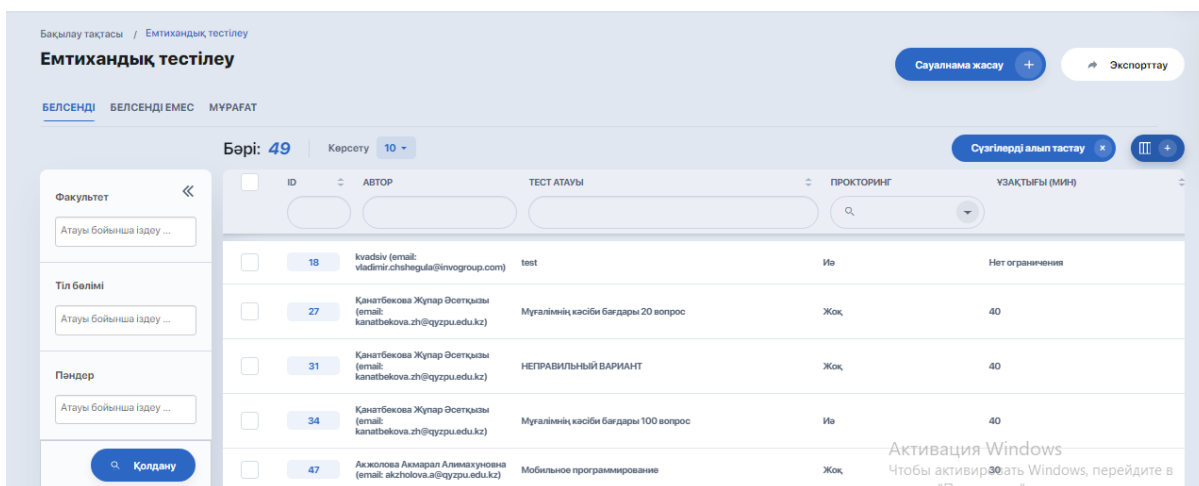 Бақылау тақтасы / Емтихандық тестілеу
Емтихандық тестілеу
Сауалнама жасау +
Экспорттау
БЕЛСЕНДІ БЕЛСЕНДІ ЕМЕС МҰРАҒАТ
Бәрі: 49 Көрсету 10
Сүзгілерді алып тастау ×
+
Факультет
Атауы бойынша іздеу ...
Тіл бөлімі
Атауы бойынша іздеу ...
Пәндер
Атауы бойынша іздеу ...
Қолдану
ID АВТОР ТЕСТ АТАУЫ ПРОКТОРИНГ ҰЗАҚТЫҒЫ (МИН)
18 kvadsiv (email: test Иә Нет ограничения
vladimir.chshegula@invogroup.com)
27 Қанатбекова Жұпар Әсетқызы Мұғалімнің кәсіби бағдары 20 вопрос Жоқ 40
(email:
kanatbekova.zh@qyzpu.edu.kz)
31 Қанатбекова Жұпар Әсетқызы НЕПРАВИЛЬНЫЙ ВАРИАНТ Жоқ 40
(email:
kanatbekova.zh@qyzpu.edu.kz)
34 Қанатбекова Жұпар Әсетқызы Мұғалімнің кәсіби бағдары 100 вопрос Иә 40
(email:
kanatbekova.zh@qyzpu.edu.kz)
47 Акжолова Акмарал Алимахуновна Мобильное программирование Жоқ 30
(email: akzholova.a@qyzpu.edu.kz)
Активация Windows
Чтобы активировать Windows, перейдите в